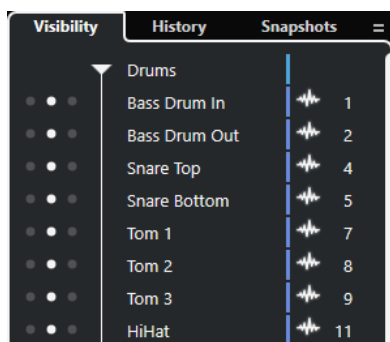 Visibility History Snapshots
Drums
Bass Drum In 1
Bass Drum Out 2
Snare Top 4
Snare Bottom 5
Tom 1 7
Tom 2 8
Tom 3 9
HiHat 11